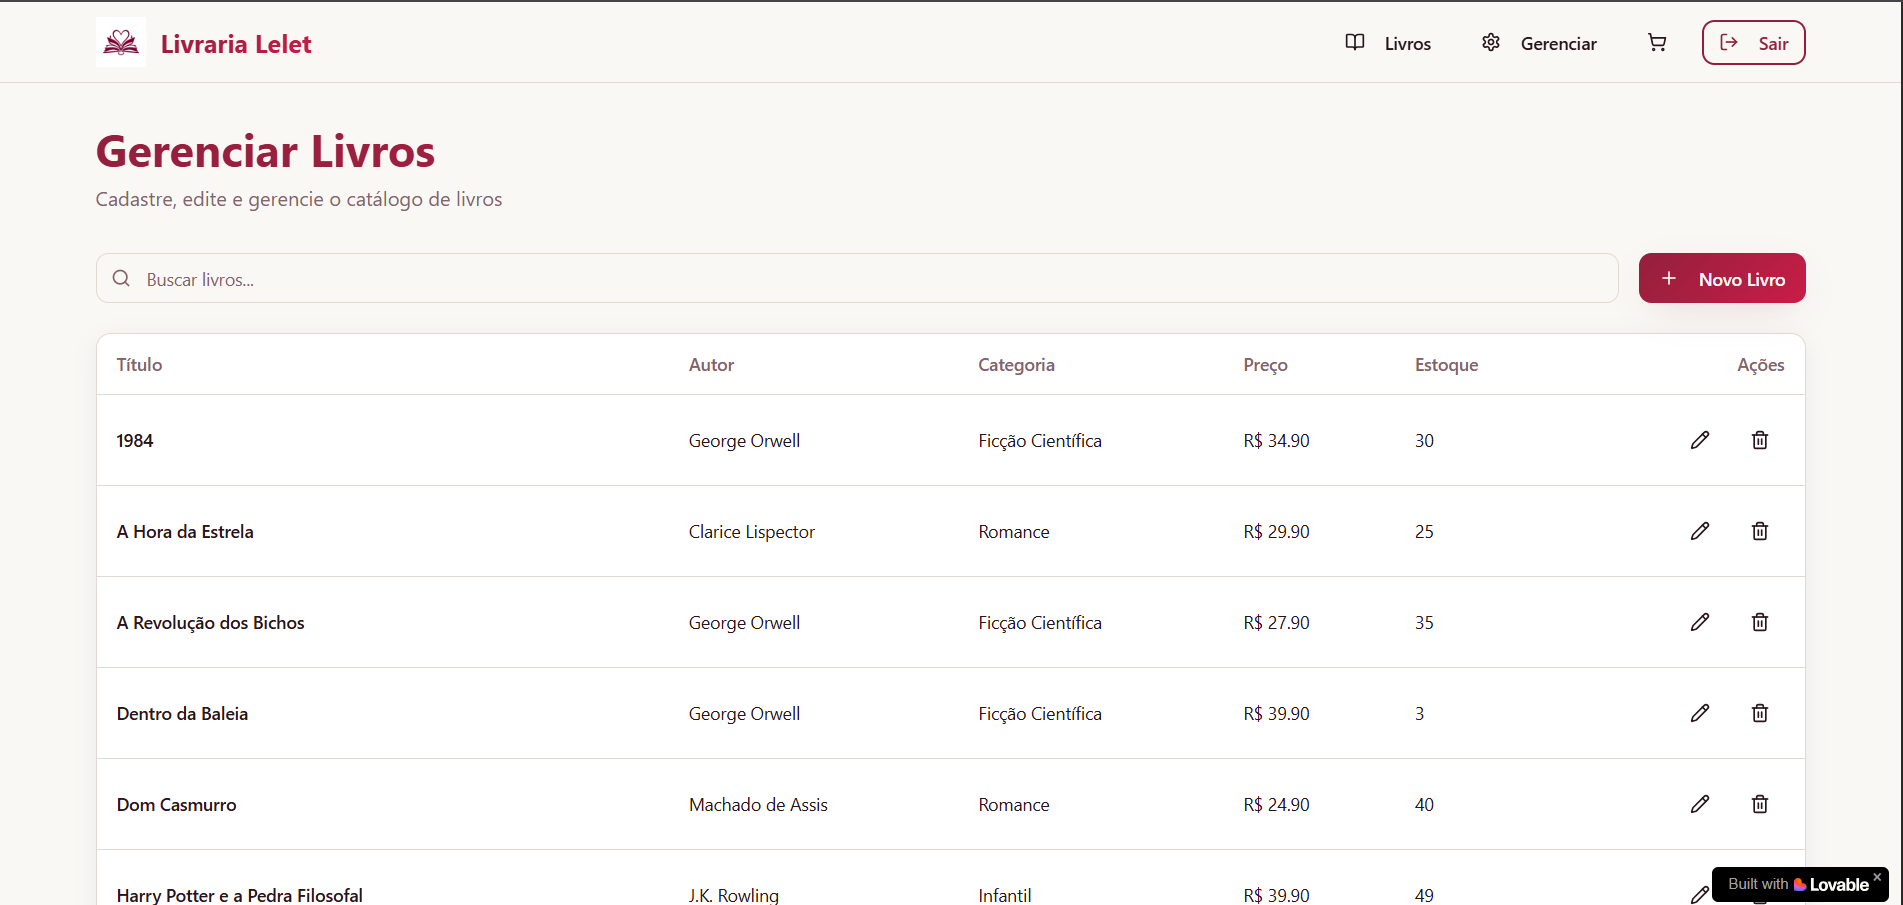 Livraria Lelet
Livros
Gerenciar
Sair
Gerenciar Livros
Cadastre, edite e gerencie o catálogo de livros
Buscar livros...
Novo Livro
Título Autor Categoria Preço Estoque Ações
1984 George Orwell Ficção Científica R$ 34.90 30
A Hora da Estrela Clarice Lispector Romance R$ 29.90 25
A Revolução dos Bichos George Orwell Ficção Científica R$ 27.90 35
Dentro da Baleia George Orwell Ficção Científica R$ 39.90 3
Dom Casmurro Machado de Assis Romance R$ 24.90 40
Harry Potter e a Pedra Filosofal J.K. Rowling Infantil R$ 39.90 49
Built with Lovable